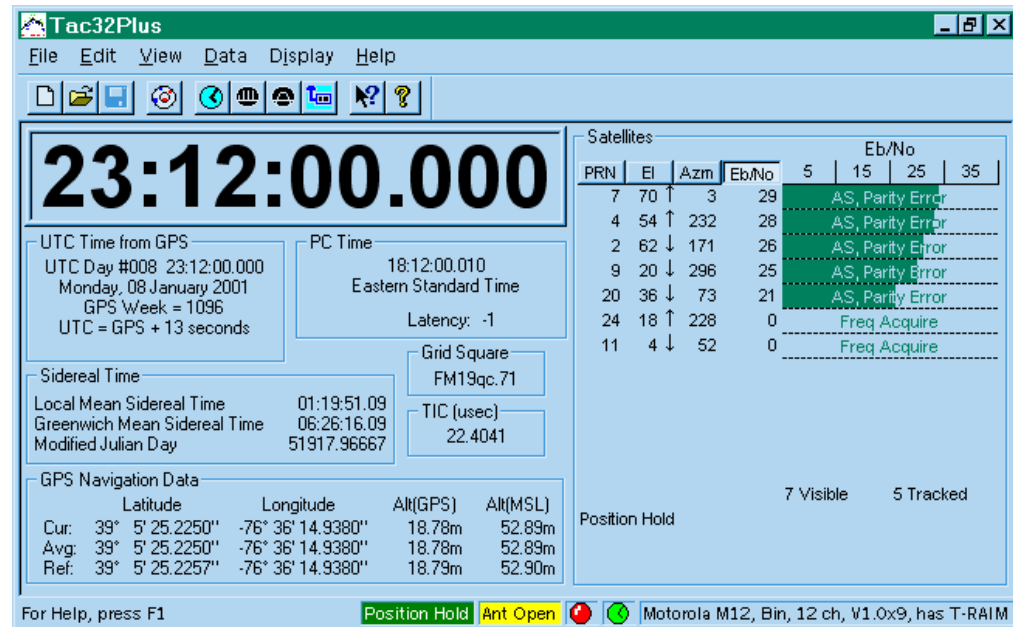 Tac32Plus
File Edit View Data Display Help
23:12:00.000
UTC Time from GPS
UTC Day #008 23:12:00.000
Monday, 08 January 2001
GPS Week = 1096
UTC = GPS + 13 seconds
PC Time
18:12:00.010
Eastern Standard Time
Latency: -1
Grid Square
FM19qc.71
Sidereal Time
Local Mean Sidereal Time 01:19:51.09
Greenwich Mean Sidereal Time 06:26:16.09
Modified Julian Day 51917.96667
TIC (usec)
22.4041
GPS Navigation Data
Latitude Longitude Alt(GPS) Alt(MSL)
Cur: 39° 5' 25.2250'' -76° 36' 14.9380'' 18.78m 52.89m
Avg: 39° 5' 25.2250'' -76° 36' 14.9380'' 18.78m 52.89m
Ref: 39° 5' 25.2257'' -76° 36' 14.9380'' 18.79m 52.90m
Satellites
Eb/No
PRN El Azm Eb/No 5 15 25 35
7 70 ↑ 3 29 AS, Parity Error
4 54 ↑ 232 28 AS, Parity Error
2 62 ↓ 171 26 AS, Parity Error
9 20 ↓ 296 25 AS, Parity Error
20 36 ↓ 73 21 AS, Parity Error
24 18 ↑ 228 0 Freq Acquire
11 4 ↓ 52 0 Freq Acquire
7 Visible 5 Tracked
Position Hold
For Help, press F1 Position Hold Ant Open Motorola M12, Bin, 12 ch, V1.0x9, has T-RAIM